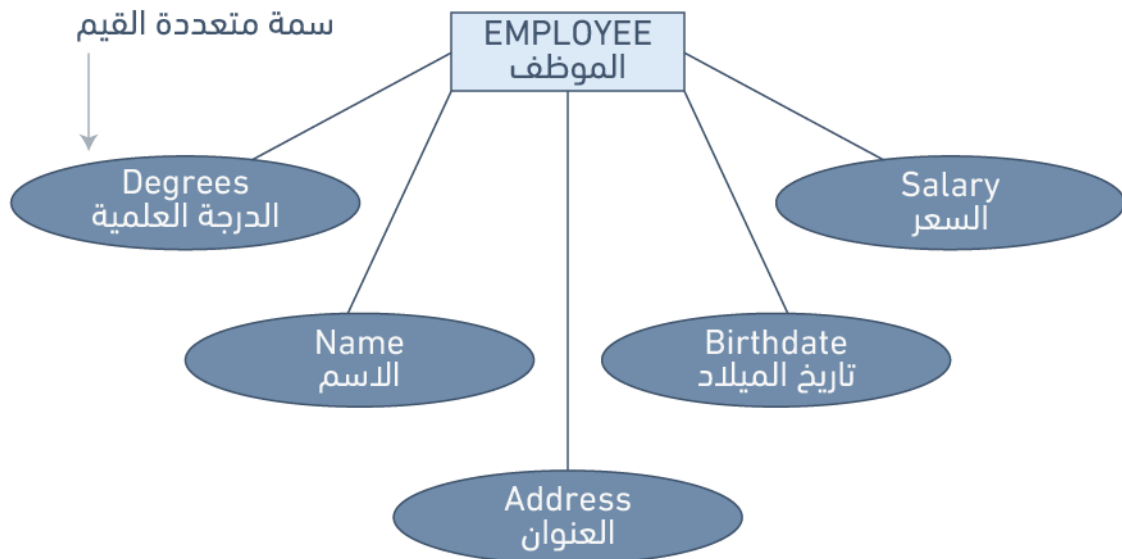 سمة متعددة القيم
EMPLOYEE
الموظف
Degrees
الدرجة العلمية
Salary
السعر
Name
الاسم
Birthdate
تاريخ الميلاد
Address
العنوان